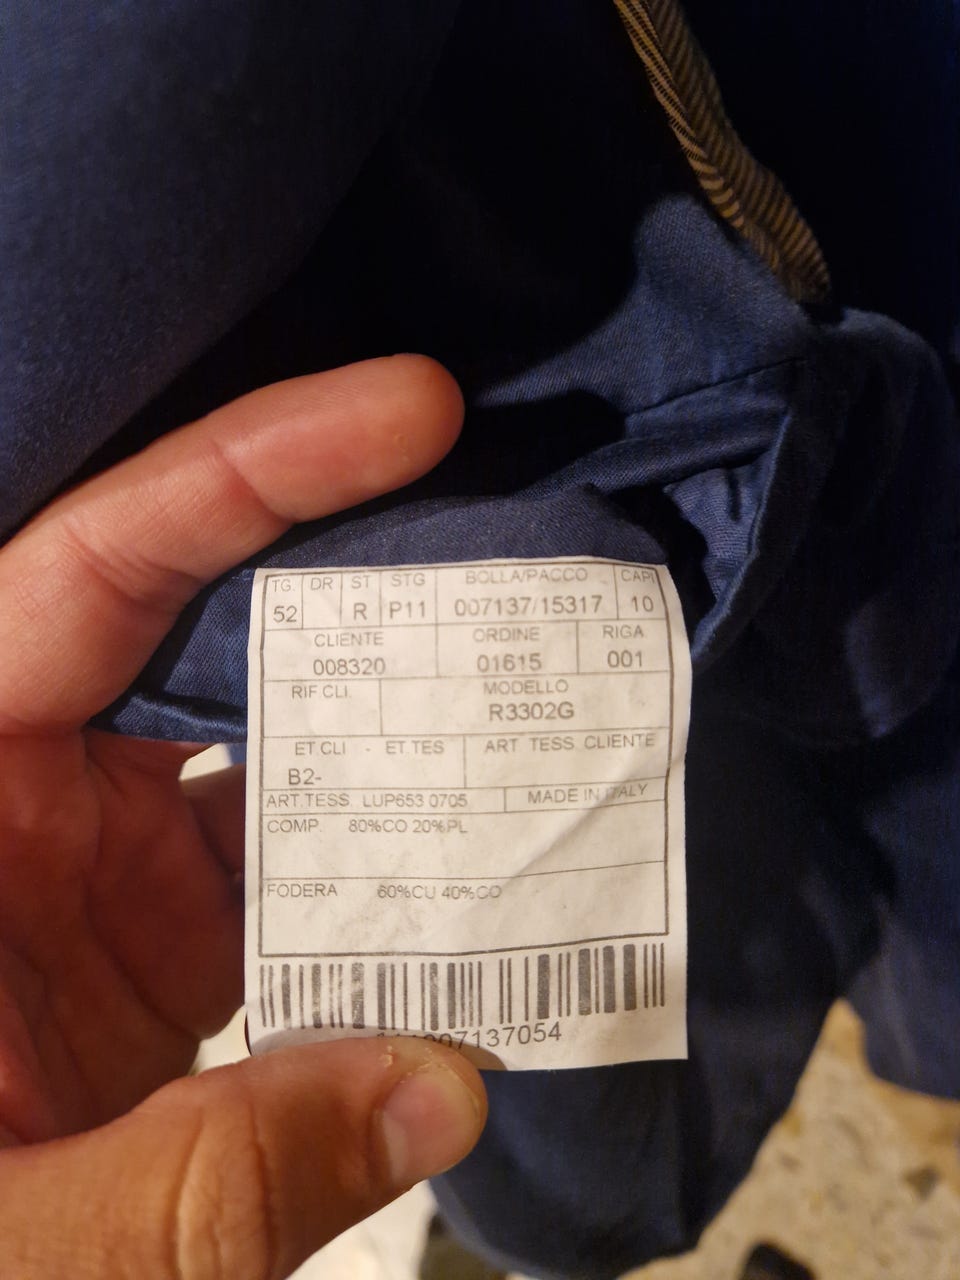 TG. DR ST STG BOLLA/PACCO CAPI
52 R P11 007137/15317 10
CLIENTE ORDINE RIGA
008320 01615 001
RIF.CLI. MODELLO
R3302G
ET.CLI - ET.TES ART TESS CLIENTE
B2-
ART.TESS. LUP653 0705 MADE IN ITALY
COMP. 80%CO 20%PL
FODERA 60%CU 40%CO
007137054